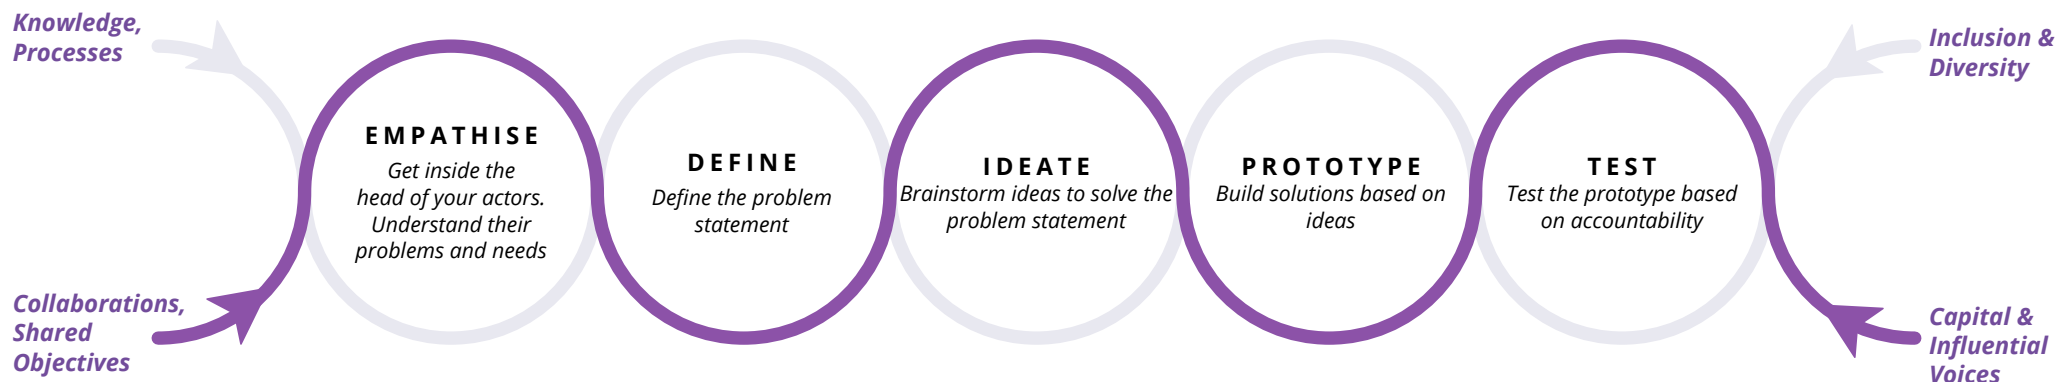 Knowledge,
Processes
Collaborations,
Shared
Objectives
EMPATHISE
Get inside the
head of your actors.
Understand their
problems and needs
DEFINE
Define the problem
statement
IDEATE
Brainstorm ideas to solve the
problem statement
PROTOTYPE
Build solutions based on
ideas
TEST
Test the prototype based
on accountability
Inclusion &
Diversity
Capital &
Influential
Voices